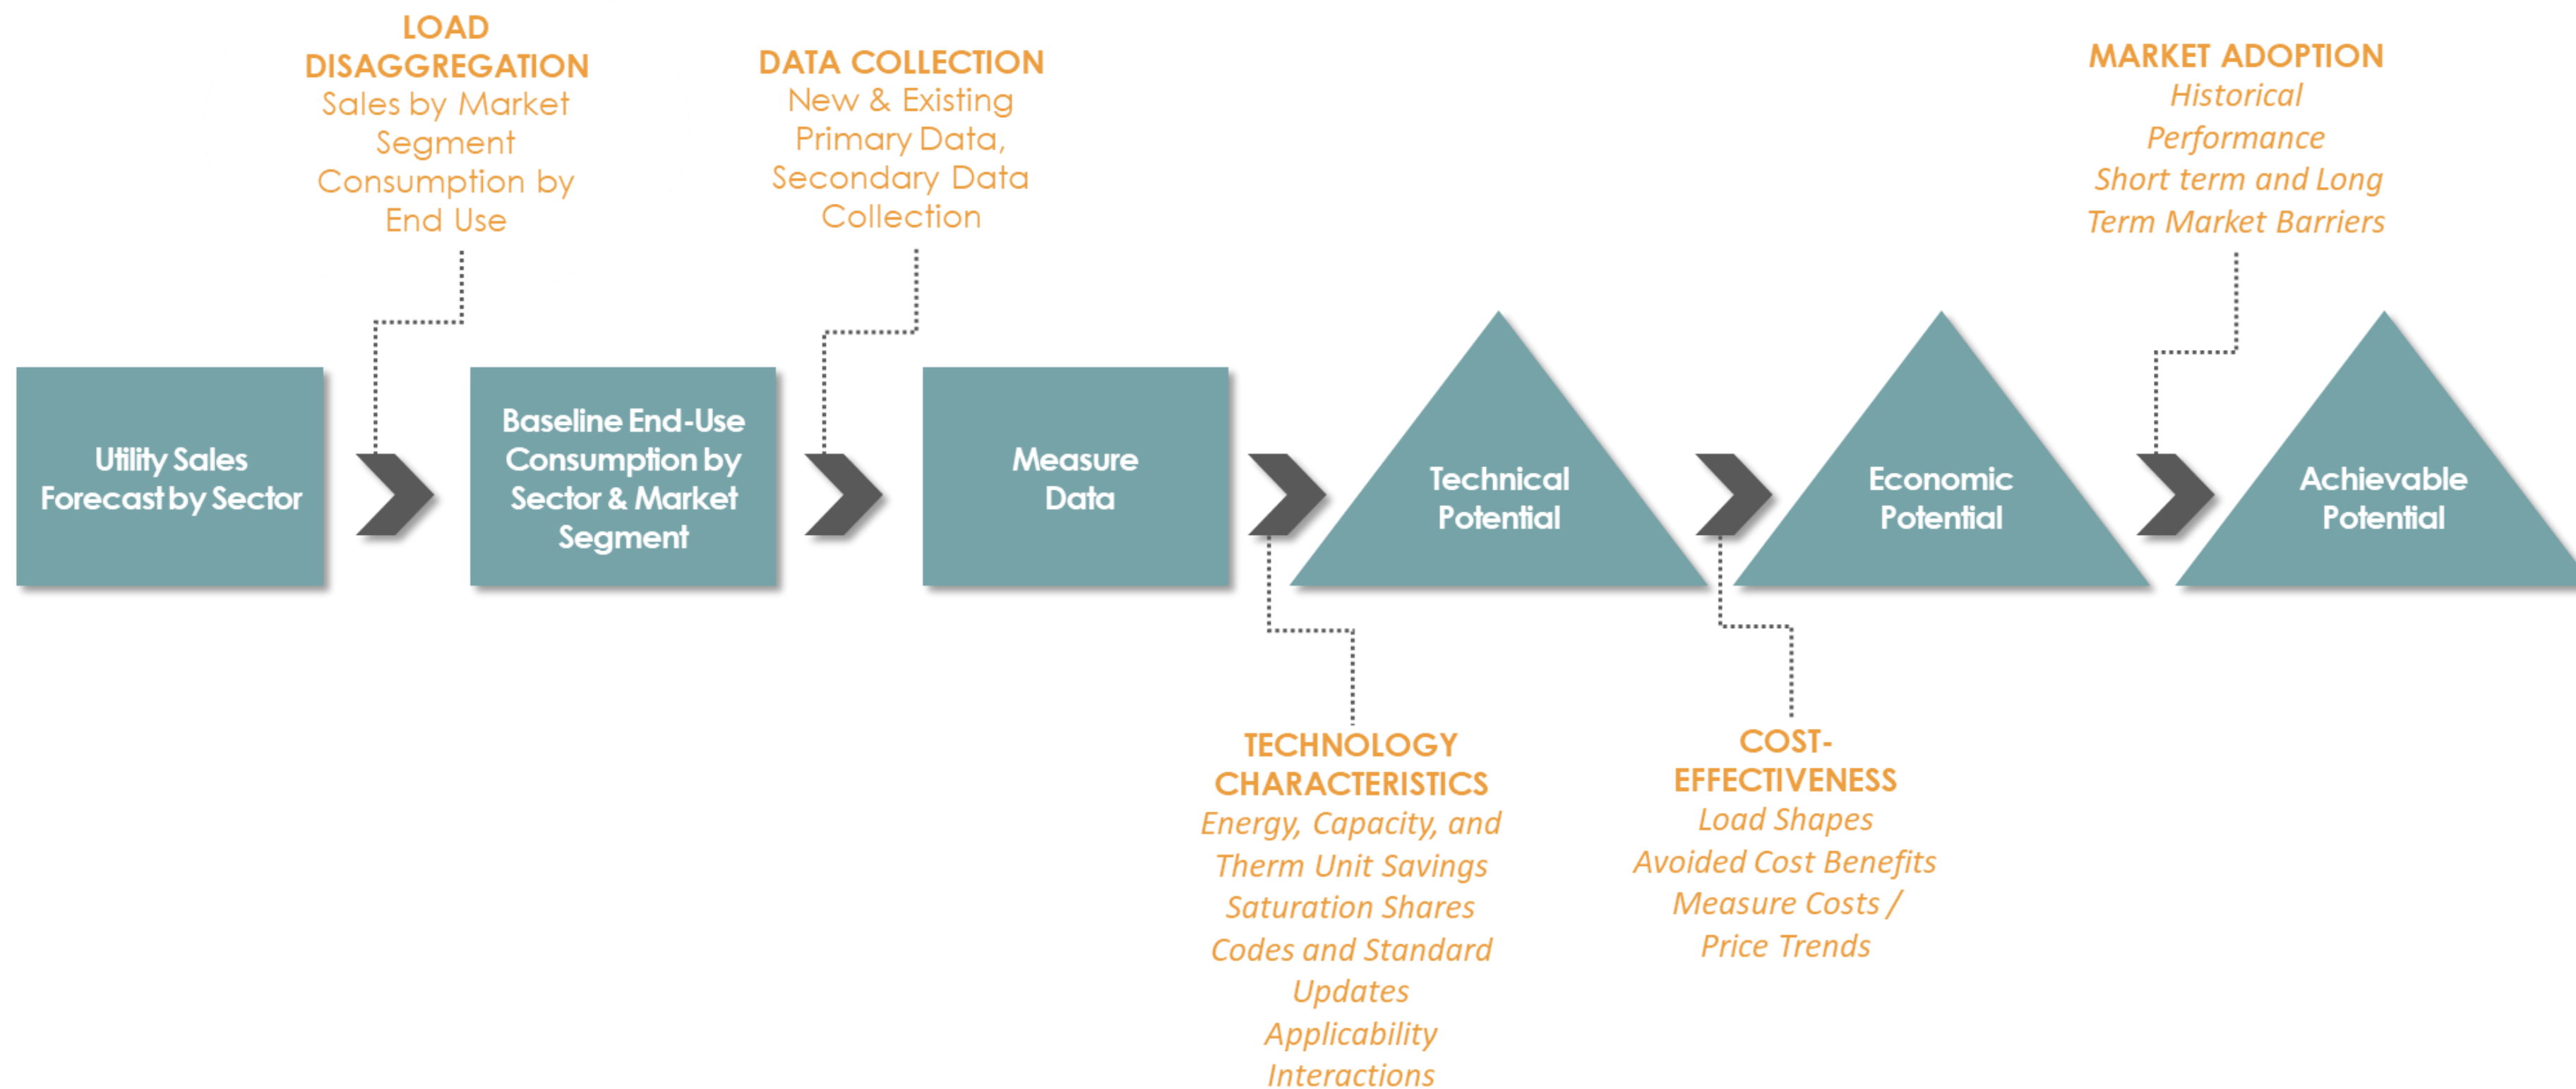 LOAD
DISAGGREGATION
Sales by Market
Segment
Consumption by
End Use
DATA COLLECTION
New & Existing
Primary Data,
Secondary Data
Collection
MARKET ADOPTION
Historical
Performance
Short term and Long
Term Market Barriers
Utility Sales
Forecast by Sector
Baseline End-Use
Consumption by
Sector & Market
Segment
Measure
Data
Technical
Potential
Economic
Potential
Achievable
Potential
TECHNOLOGY
CHARACTERISTICS
Energy, Capacity, and
Therm Unit Savings
Saturation Shares
Codes and Standard
Updates
Applicability
Interactions
COST-
EFFECTIVENESS
Load Shapes
Avoided Cost Benefits
Measure Costs /
Price Trends